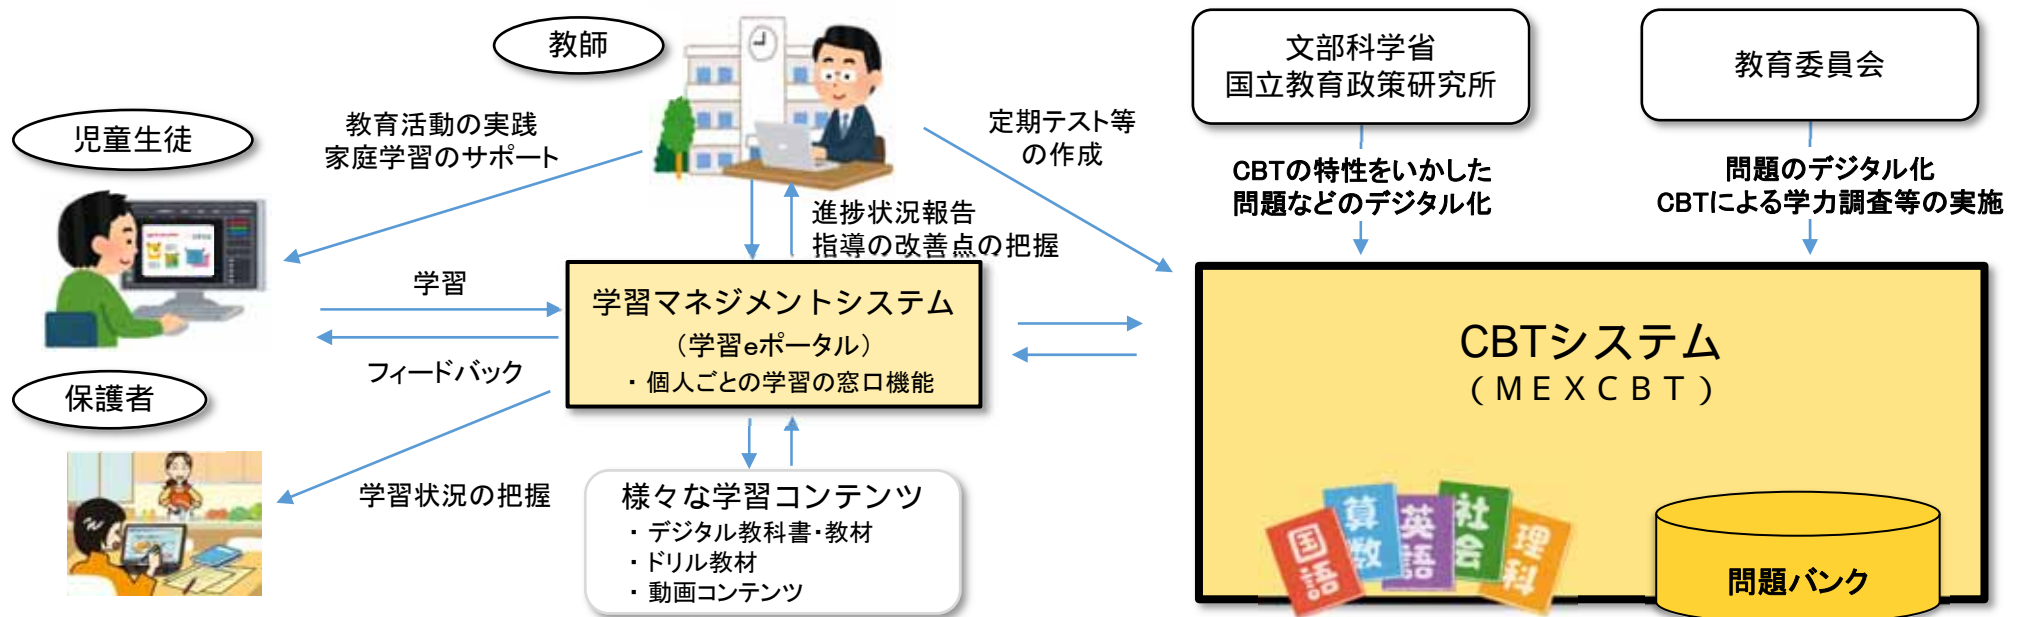 教師
児童生徒
教育活動の実践
家庭学習のサポート
定期テスト等
の作成
文部科学省
国立教育政策研究所
教育委員会
CBTの特性をいかした
問題などのデジタル化
問題のデジタル化
CBTによる学力調査等の実施
進捗状況報告
指導の改善点の把握
学習
フィードバック
学習マネジメントシステム
（学習eポータル）
・個人ごとの学習の窓口機能
CBTシステム
（ＭＥＸＣＢＴ）
保護者
学習状況の把握
様々な学習コンテンツ
・デジタル教科書・教材
・ドリル教材
・動画コンテンツ
国語
算数
英語
社会
理科
問題バンク